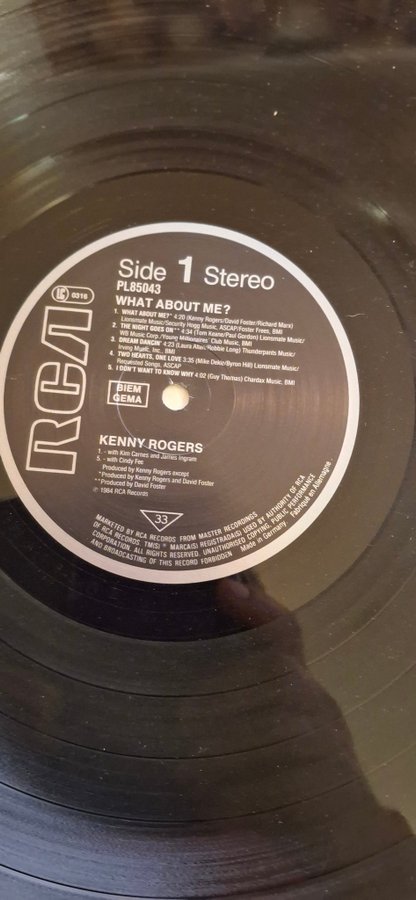 Side 1 Stereo
PL85043
LC 0316
WHAT ABOUT ME?
1. WHAT ABOUT ME?* 4:20 (Kenny Rogers/David Foster/Richard Marx)
Lionsmate Music/Security Hogg Music, ASCAP/Foster Frees, BMI
2. THE NIGHT GOES ON** 4:34 (Tom Keane/Paul Gordon) Lionsmate Music/
WB Music Corp./Young Millionaires' Club Music, BMI
3. DREAM DANCIN' 4:23 (Laura Allan/Robbie Long) Thunderpants Music/
Irving Music, Inc., BMI
4. TWO HEARTS, ONE LOVE 3:35 (Mike Dekle/Byron Hill) Lionsmate Music/
Requested Songs, ASCAP
5. I DON'T WANT TO KNOW WHY 4:02 (Guy Thomas) Chardax Music, BMI
BIEM
GEMA
RCA
KENNY ROGERS
1. - with Kim Carnes and James Ingram
5. - with Cindy Fee
Produced by Kenny Rogers except
*Produced by Kenny Rogers and David Foster
**Produced by David Foster
℗ 1984 RCA Records
33
MARKETED BY RCA RECORDS FROM MASTER RECORDINGS
OF RCA RECORDS. TM(S) ® MARCA(S) REGISTRADA(S) USED BY AUTHORITY OF RCA
CORPORATION. ALL RIGHTS RESERVED. UNAUTHORISED COPYING, PUBLIC PERFORMANCE
AND BROADCASTING OF THIS RECORD FORBIDDEN
Made in Germany. Fabriqué en Allemagne.